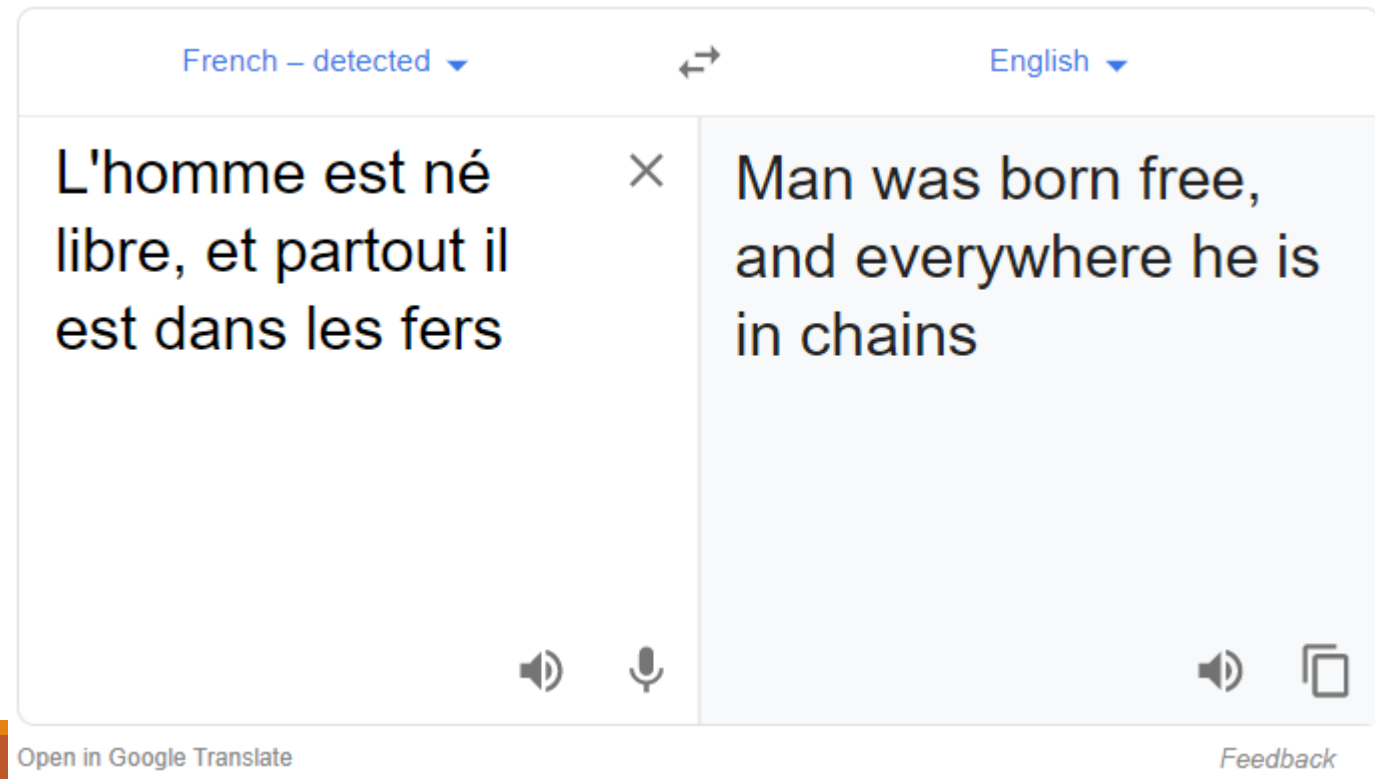 French – detected
English
L'homme est né
libre, et partout il
est dans les fers
Man was born free,
and everywhere he is
in chains
Open in Google Translate
Feedback